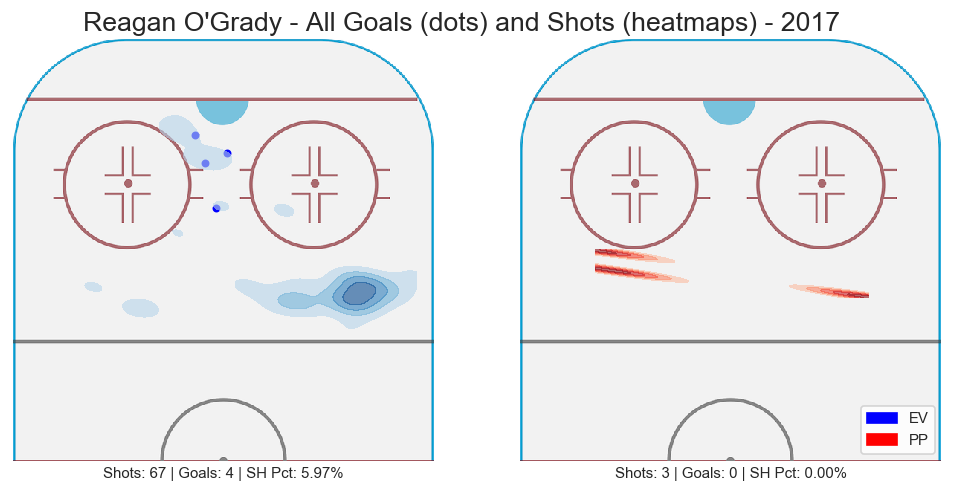 Reagan O'Grady - All Goals (dots) and Shots (heatmaps) - 2017
EV
PP
Shots: 67 | Goals: 4 | SH Pct: 5.97%
Shots: 3 | Goals: 0 | SH Pct: 0.00%